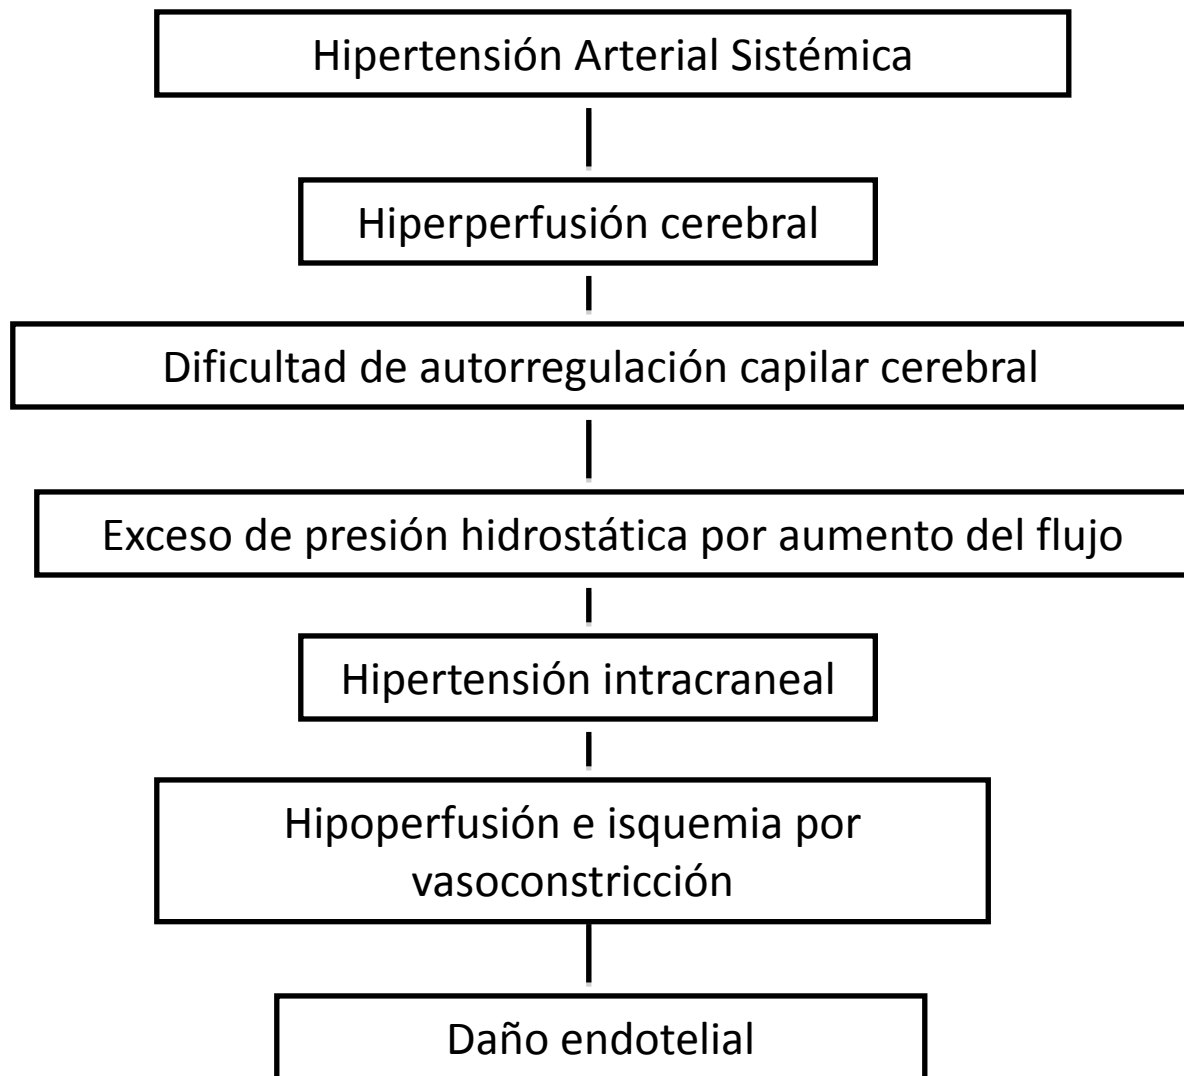 Hipertensión Arterial Sistémica
Hiperperfusión cerebral
Dificultad de autorregulación capilar cerebral
Exceso de presión hidrostática por aumento del flujo
Hipertensión intracraneal
Hipoperfusión e isquemia por
vasoconstricción
Daño endotelial